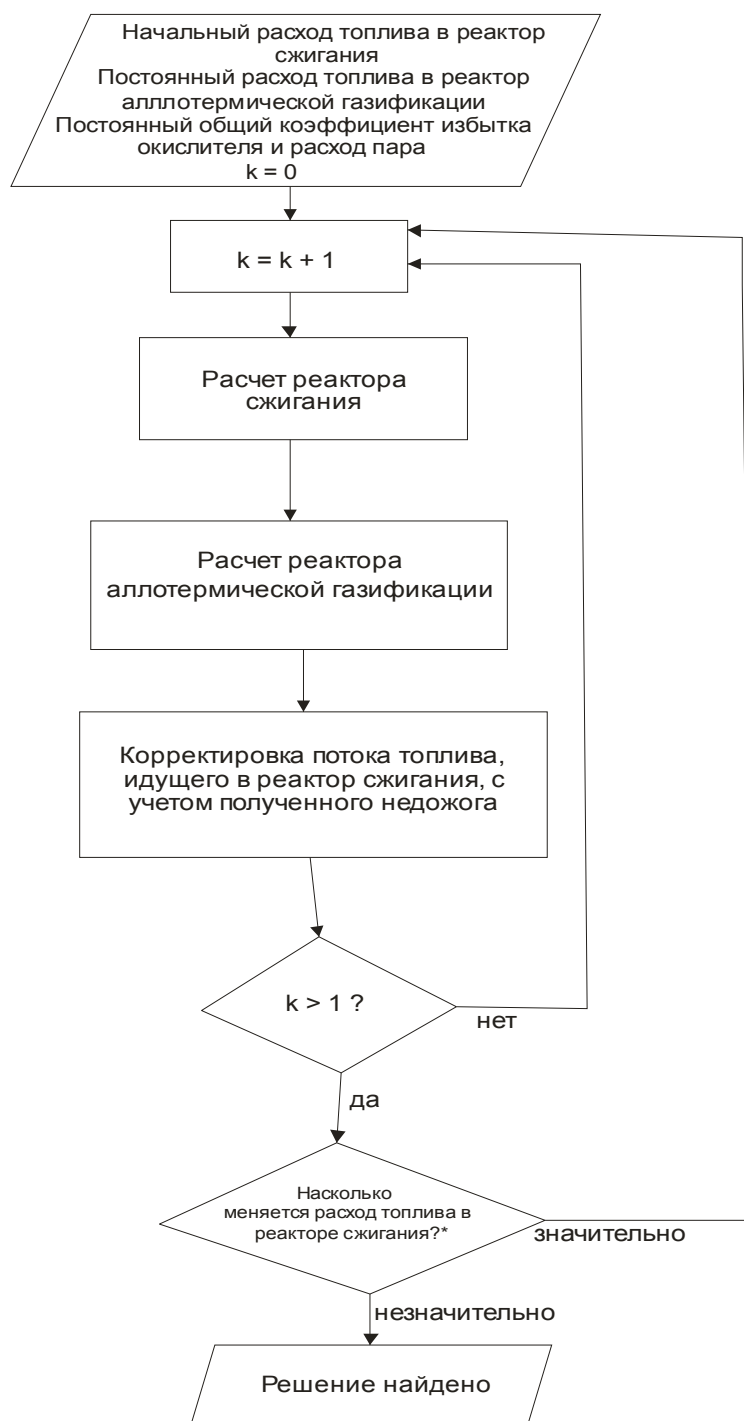 Начальный расход топлива в реактор
сжигания
Постоянный расход топлива в реактор
алллотермической газификации
Постоянный общий коэффициент избытка
окислителя и расход пара
k = 0
k = k + 1
Расчет реактора
сжигания
Расчет реактора
аллотермической газификации
Корректировка потока топлива,
идущего в реактор сжигания, с
учетом полученного недожога
k > 1 ?
нет
да
Насколько
меняется расход топлива в
реакторе сжигания?*
значительно
незначительно
Решение найдено